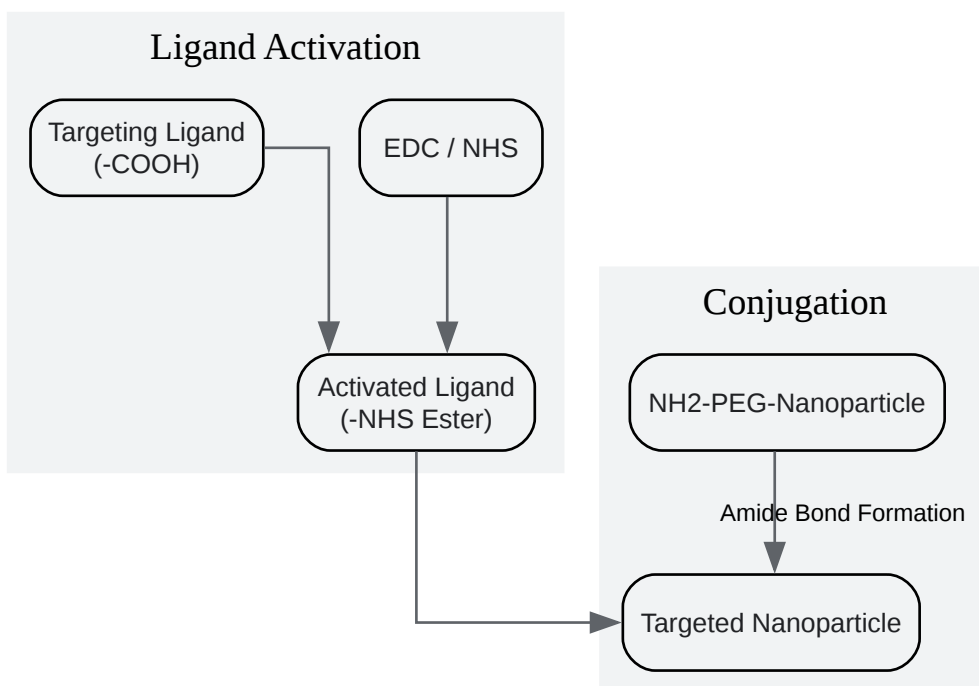 Ligand Activation
Targeting Ligand
(-COOH)
EDC / NHS
Activated Ligand
(-NHS Ester)
Conjugation
NH2-PEG-Nanoparticle
Amide Bond Formation
Targeted Nanoparticle